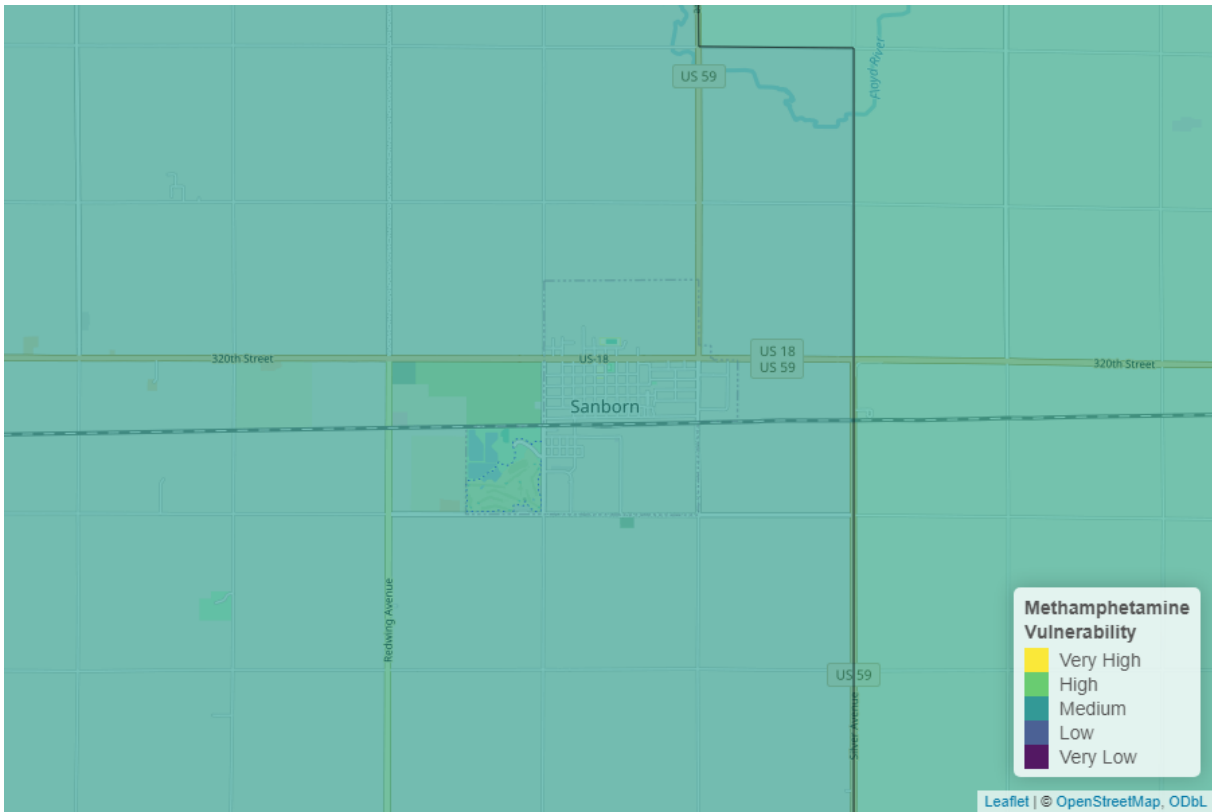 US 59
Floyd River
320th Street
US-18
US 18
US 59
320th Street
Sanborn
Redwing Avenue
US 59
Silver Avenue
Methamphetamine
Vulnerability
Very High
High
Medium
Low
Very Low
Leaflet | © OpenStreetMap, ODbL